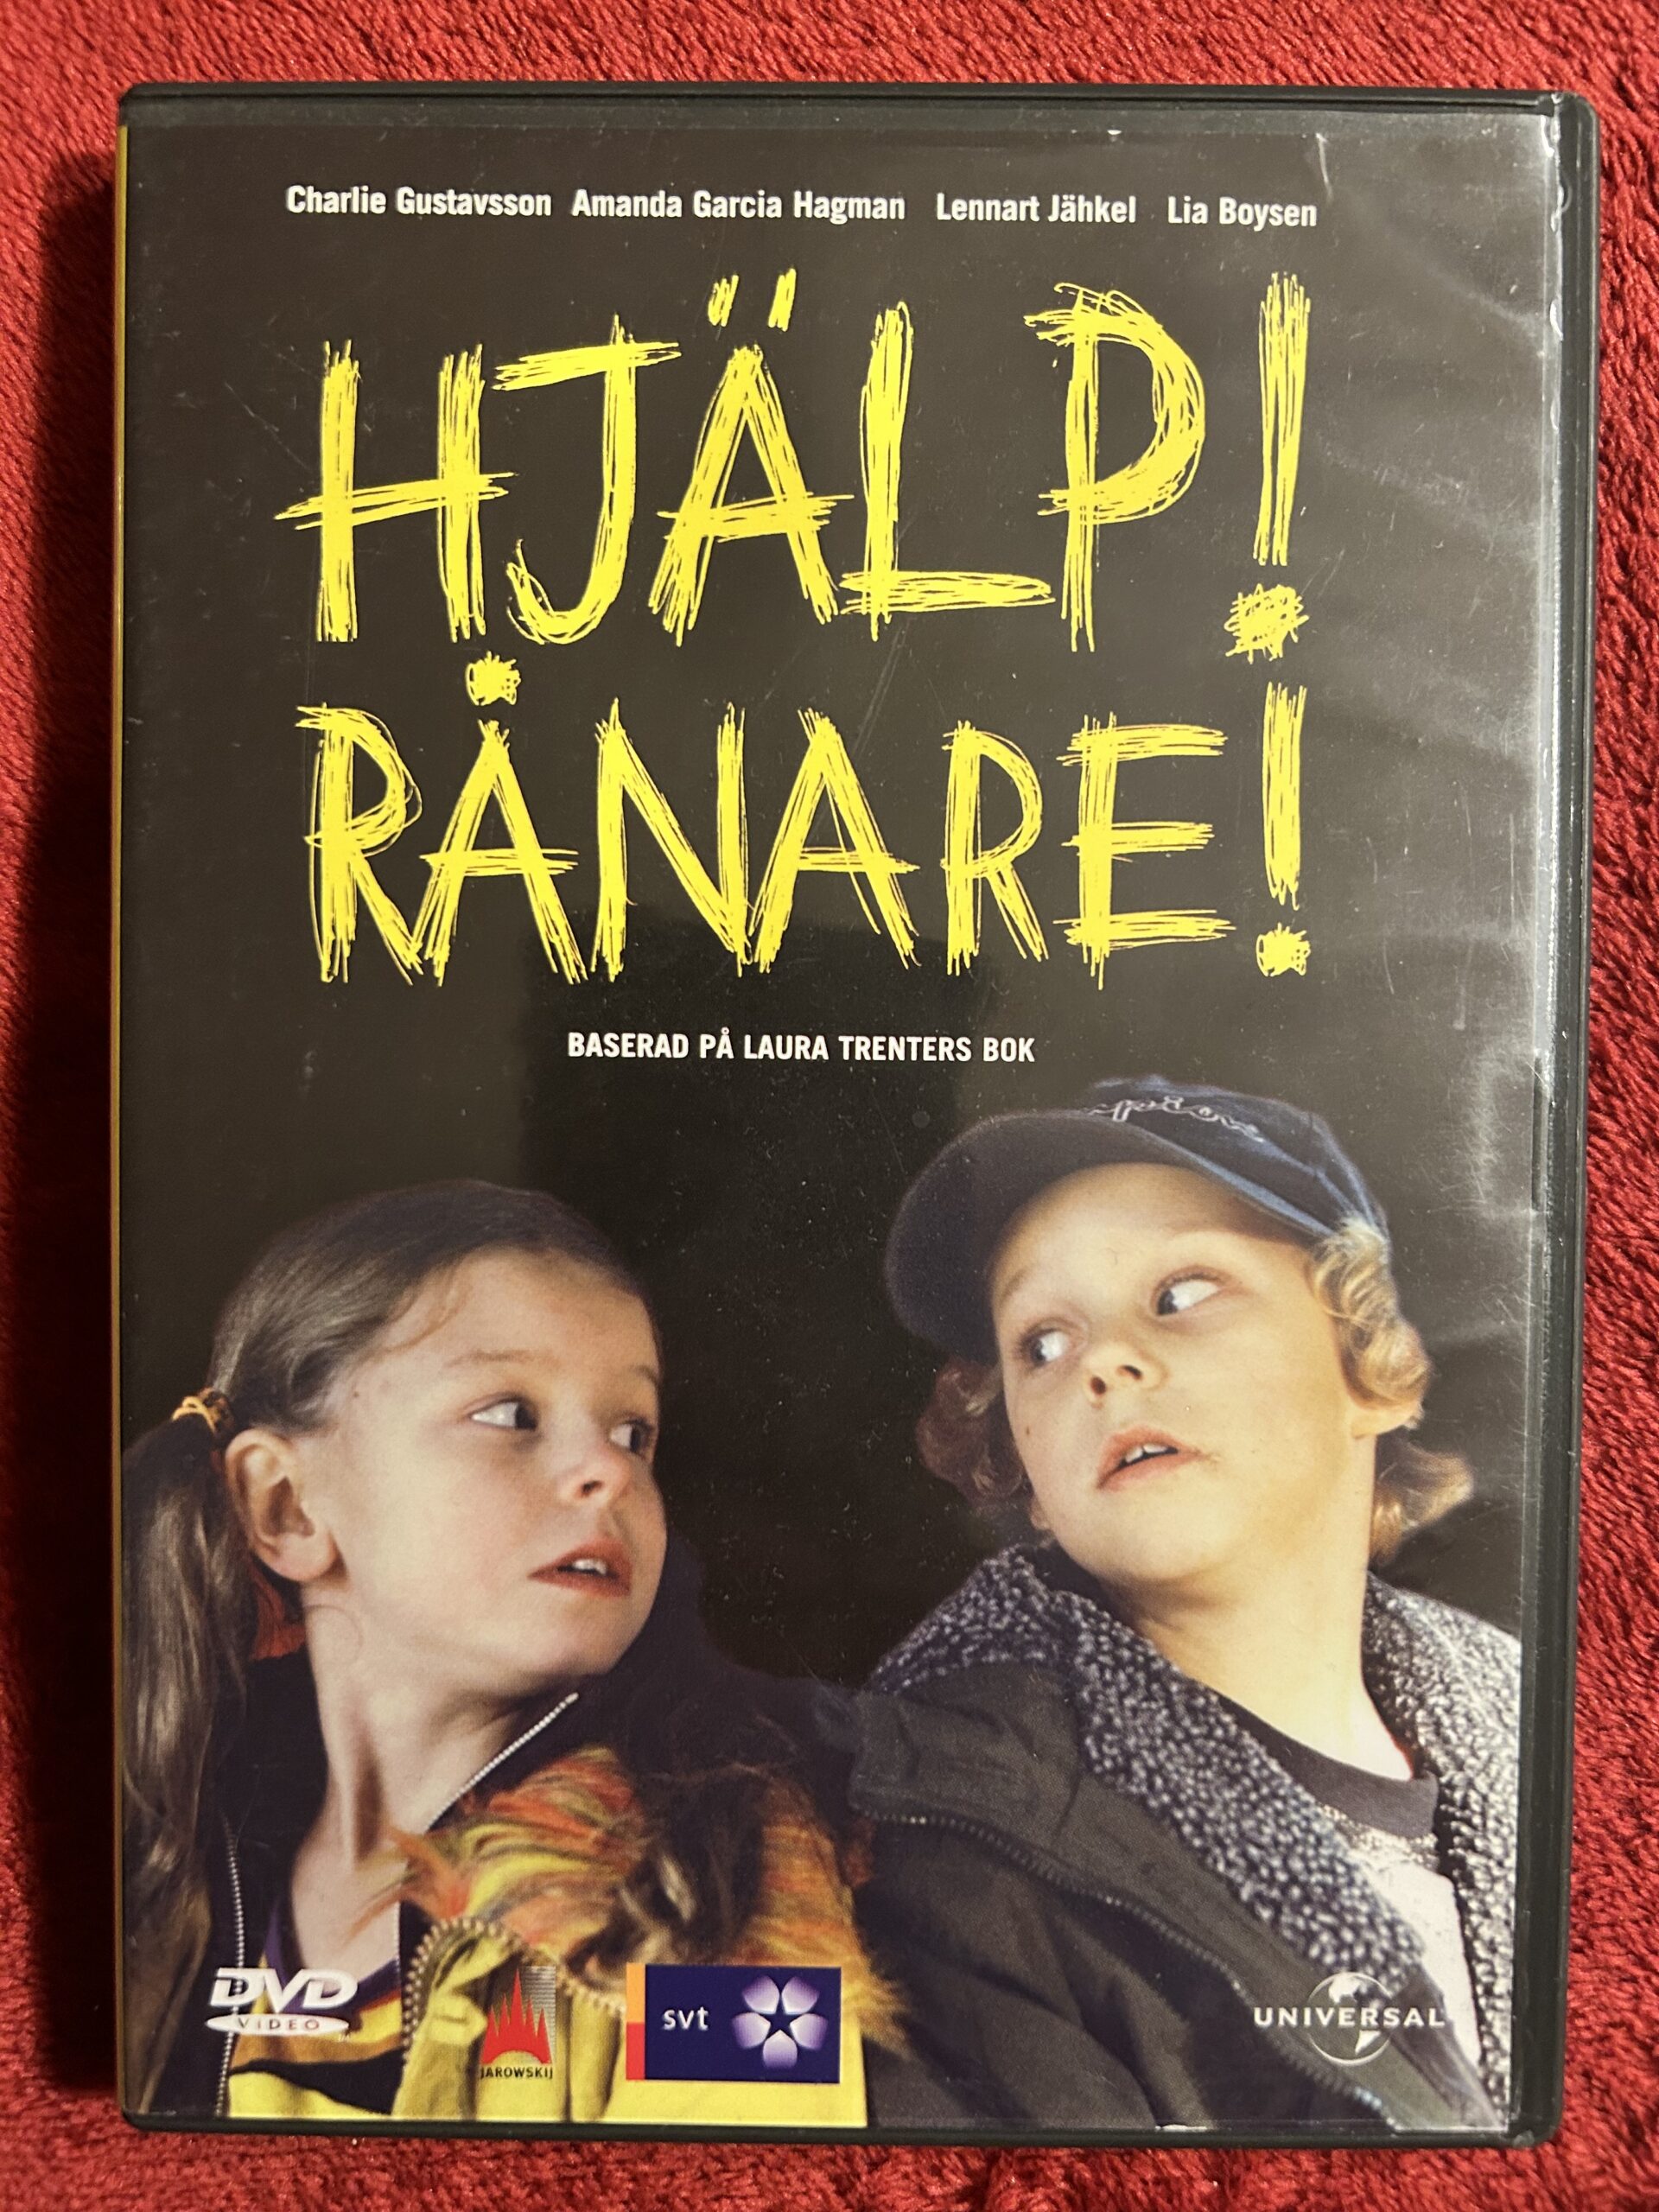 Charlie Gustavsson Amanda Garcia Hagman Lennart Jähkel Lia Boysen
HJÄLP!
RÅNARE!
BASERAD PÅ LAURA TRENTERS BOK
DVD
VIDEO
JAROWSKIJ
svt
UNIVERSAL